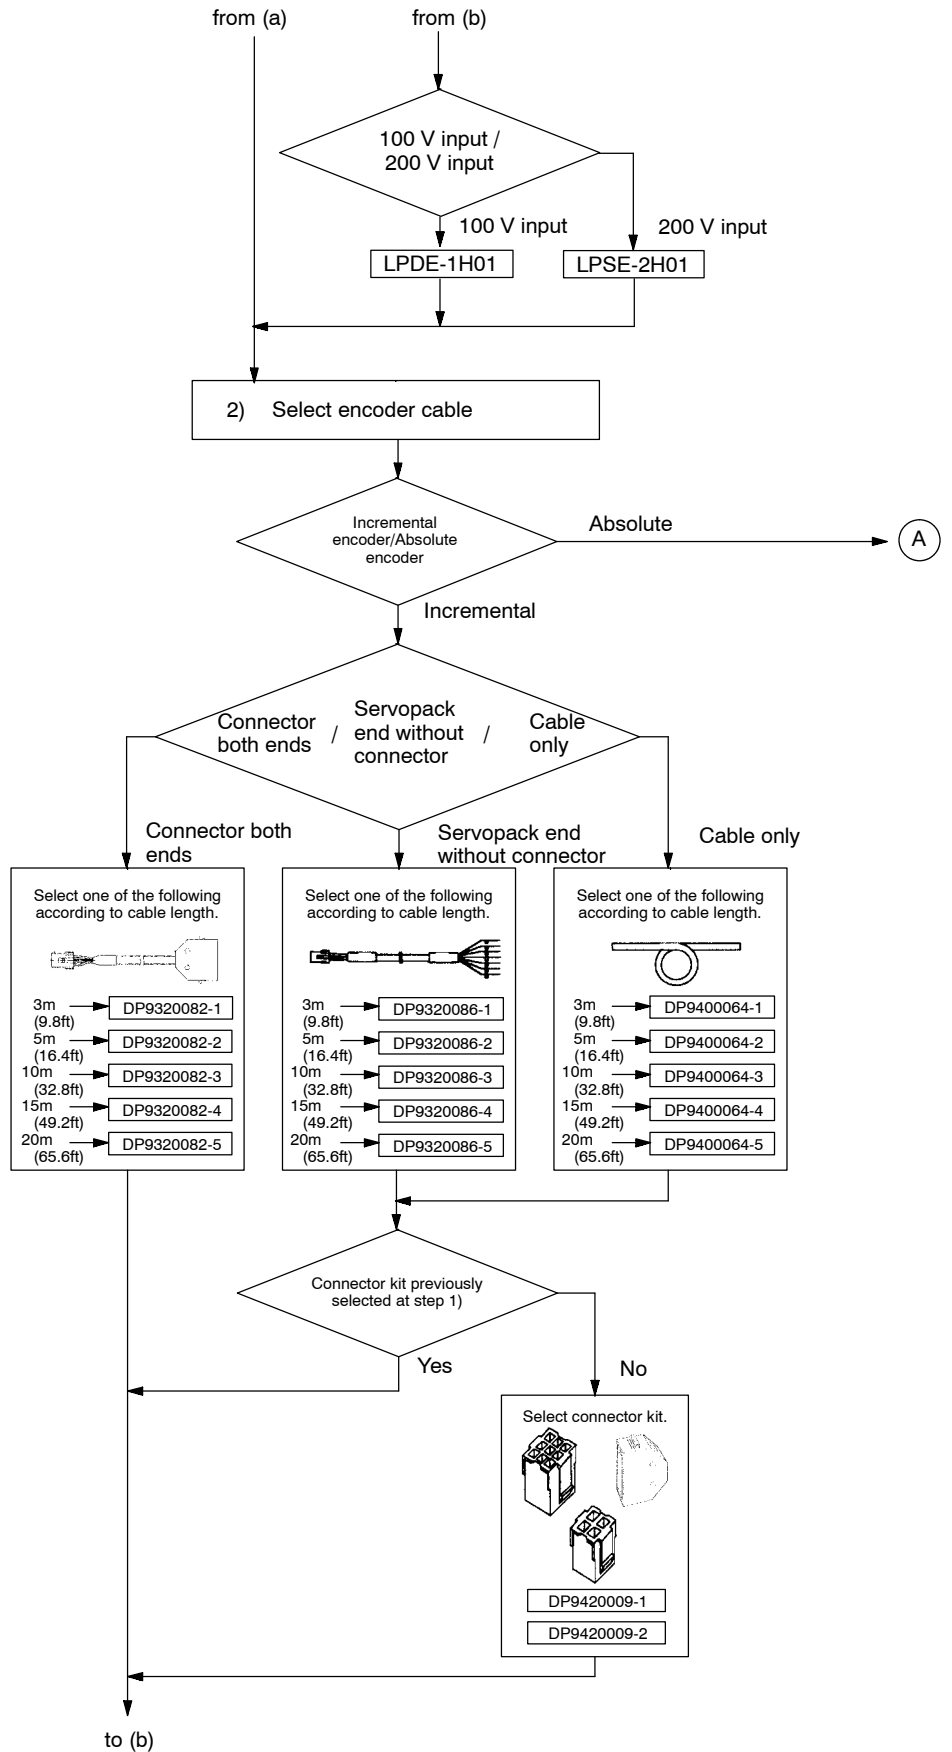 from (a)
from (b)
100 V input /
200 V input
100 V input
200 V input
LPDE-1H01
LPSE-2H01
2) Select encoder cable
Incremental
encoder/Absolute
encoder
Absolute
A
Incremental
Connector
both ends
/
Servopack
end without
connector
/
Cable
only
Connector both
ends
Servopack end
without connector
Cable only
Select one of the following
according to cable length.
3m
(9.8ft)
DP9320082-1
5m
(16.4ft)
DP9320082-2
10m
(32.8ft)
DP9320082-3
15m
(49.2ft)
DP9320082-4
20m
(65.6ft)
DP9320082-5
Select one of the following
according to cable length.
3m
(9.8ft)
DP9320086-1
5m
(16.4ft)
DP9320086-2
10m
(32.8ft)
DP9320086-3
15m
(49.2ft)
DP9320086-4
20m
(65.6ft)
DP9320086-5
Select one of the following
according to cable length.
3m
(9.8ft)
DP9400064-1
5m
(16.4ft)
DP9400064-2
10m
(32.8ft)
DP9400064-3
15m
(49.2ft)
DP9400064-4
20m
(65.6ft)
DP9400064-5
Connector kit previously
selected at step 1)
Yes
No
Select connector kit.
DP9420009-1
DP9420009-2
to (b)